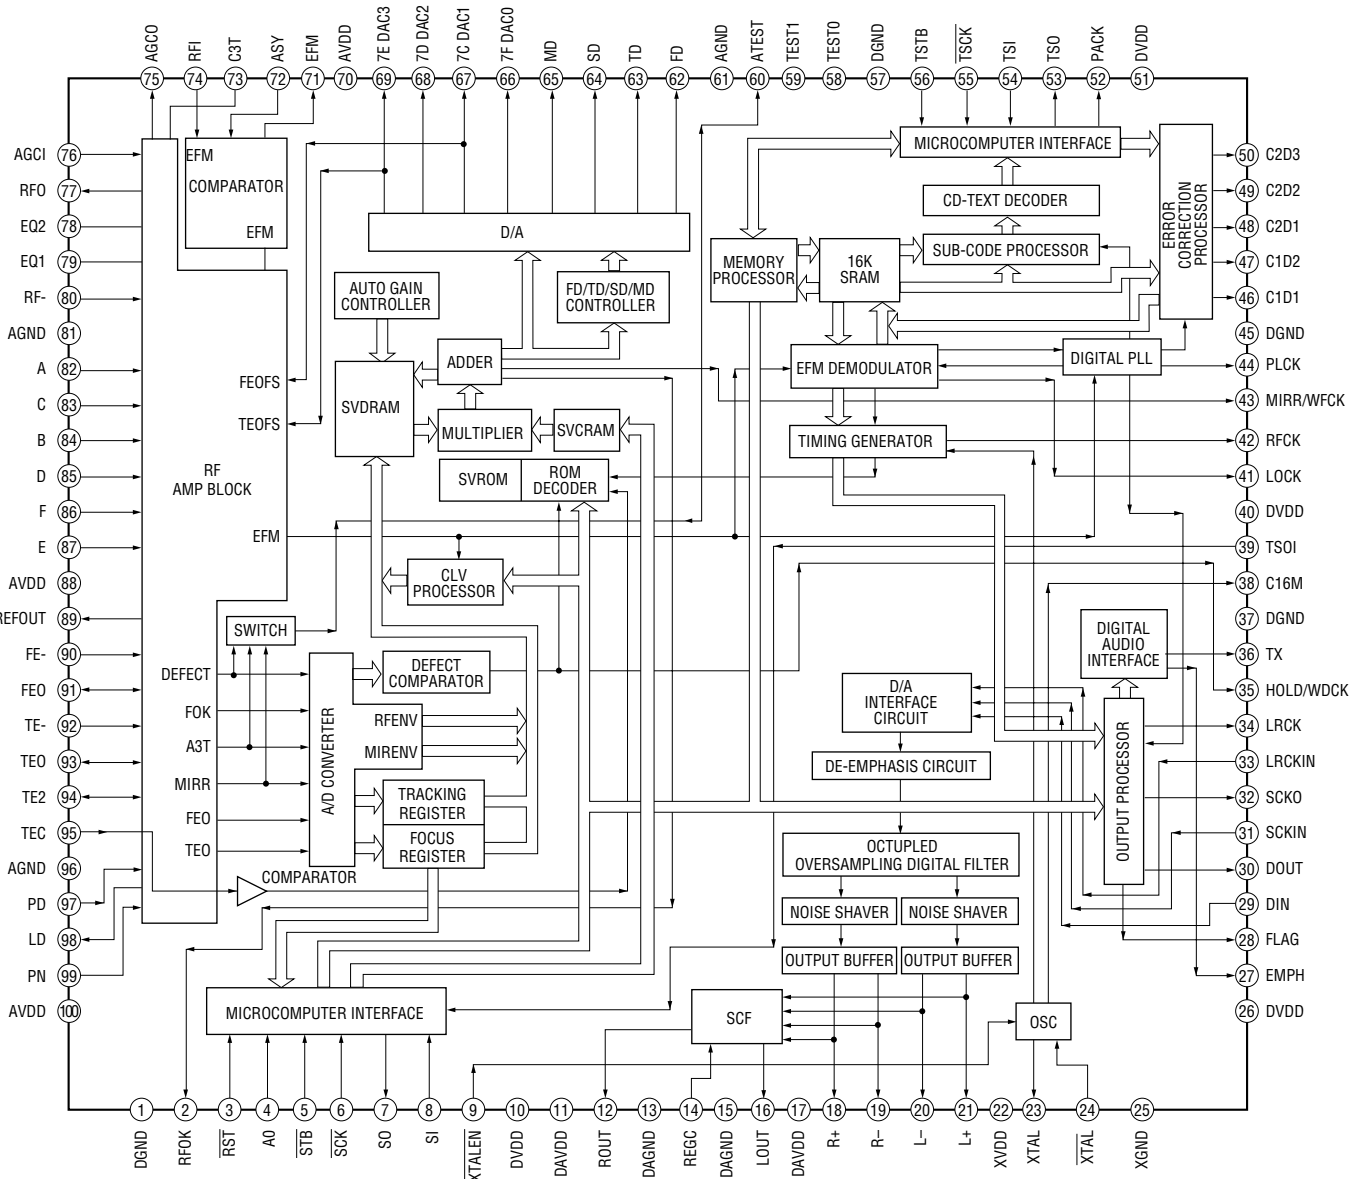 AGCO
RFI
C3T
ASY
EFM
AVDD
7E DAC3
7D DAC2
7C DAC1
7F DAC0
MD
SD
TD
FD
AGND
ATEST
TEST1
TEST0
DGND
TSTB
TSCK
TSI
TSO
PACK
DVDD
75 74 73 72 71 70 69 68 67 66 65 64 63 62 61 60 59 58 57 56 55 54 53 52 51
AGCI 76
RFO 77
EQ2 78
EQ1 79
RF- 80
AGND 81
A 82
C 83
B 84
D 85
F 86
E 87
AVDD 88
REFOUT 89
FE- 90
FEO 91
TE- 92
TEO 93
TE2 94
TEC 95
AGND 96
PD 97
LD 98
PN 99
AVDD 100
EFM
COMPARATOR
EFM
RF
AMP BLOCK
FEOFS
TEOFS
EFM
DEFECT
FOK
A3T
MIRR
FEO
TEO
SWITCH
A/D CONVERTER
COMPARATOR
D/A
AUTO GAIN
CONTROLLER
FD/TD/SD/MD
CONTROLLER
ADDER
SVDRAM
MULTIPLIER
SVCRAM
SVROM
ROM
DECODER
CLV
PROCESSOR
DEFECT
COMPARATOR
RFENV
MIRENV
TRACKING
REGISTER
FOCUS
REGISTER
MICROCOMPUTER INTERFACE
MICROCOMPUTER INTERFACE
CD-TEXT DECODER
SUB-CODE PROCESSOR
MEMORY
PROCESSOR
16K
SRAM
ERROR
CORRECTION
PROCESSOR
EFM DEMODULATOR
DIGITAL PLL
TIMING GENERATOR
DIGITAL
AUDIO
INTERFACE
D/A
INTERFACE
CIRCUIT
OUTPUT PROCESSOR
DE-EMPHASIS CIRCUIT
OCTUPLED
OVERSAMPLING DIGITAL FILTER
NOISE SHAVER
NOISE SHAVER
OUTPUT BUFFER
OUTPUT BUFFER
SCF
OSC
50 C2D3
49 C2D2
48 C2D1
47 C1D2
46 C1D1
45 DGND
44 PLCK
43 MIRR/WFCK
42 RFCK
41 LOCK
40 DVDD
39 TSOI
38 C16M
37 DGND
36 TX
35 HOLD/WDCK
34 LRCK
33 LRCKIN
32 SCKO
31 SCKIN
30 DOUT
29 DIN
28 FLAG
27 EMPH
26 DVDD
1 2 3 4 5 6 7 8 9 10 11 12 13 14 15 16 17 18 19 20 21 22 23 24 25
DGND
RFOK
RST
A0
STB
SCK
SO
SI
XTALEN
DVDD
DAVDD
ROUT
DAGND
REGC
DAGND
LOUT
DAVDD
R+
R−
L−
L+
XVDD
XTAL
XTAL
XGND